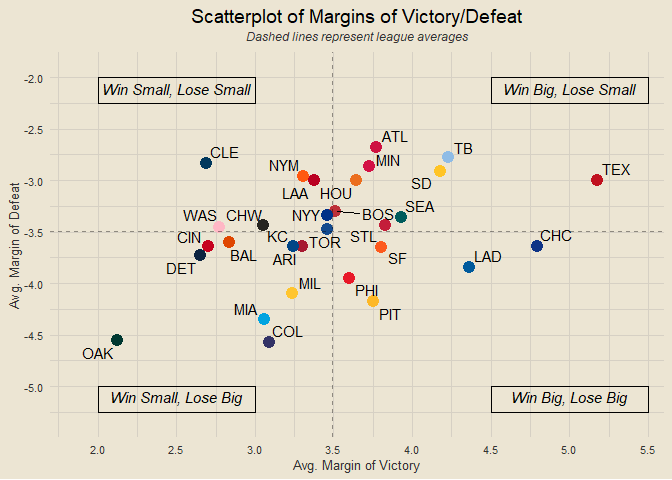 Scatterplot of Margins of Victory/Defeat
Dashed lines represent league averages
Avg. Margin of Defeat
-2.0
-2.5
-3.0
-3.5
-4.0
-4.5
-5.0
Win Small, Lose Small
Win Big, Lose Small
ATL
TB
CLE
MIN
NYM
TEX
SD
LAA
HOU
SEA
WAS
CHW
NYY
BOS
CIN
KC
TOR
STL
CHC
BAL
ARI
SF
LAD
DET
MIL
PHI
MIA
PIT
COL
OAK
Win Small, Lose Big
Win Big, Lose Big
2.0
2.5
3.0
3.5
4.0
4.5
5.0
5.5
Avg. Margin of Victory